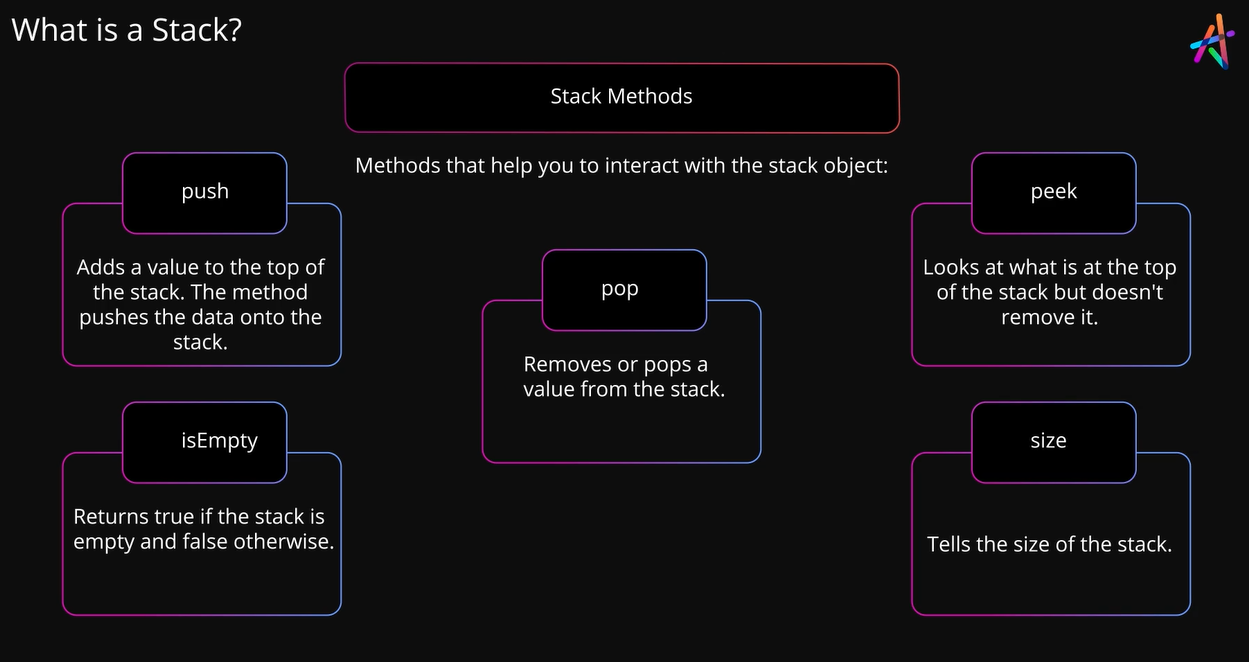 What is a Stack?
Stack Methods
Methods that help you to interact with the stack object:
push
Adds a value to the top of
the stack. The method
pushes the data onto the
stack.
pop
Removes or pops a
value from the stack.
peek
Looks at what is at the top
of the stack but doesn't
remove it.
isEmpty
Returns true if the stack is
empty and false otherwise.
size
Tells the size of the stack.